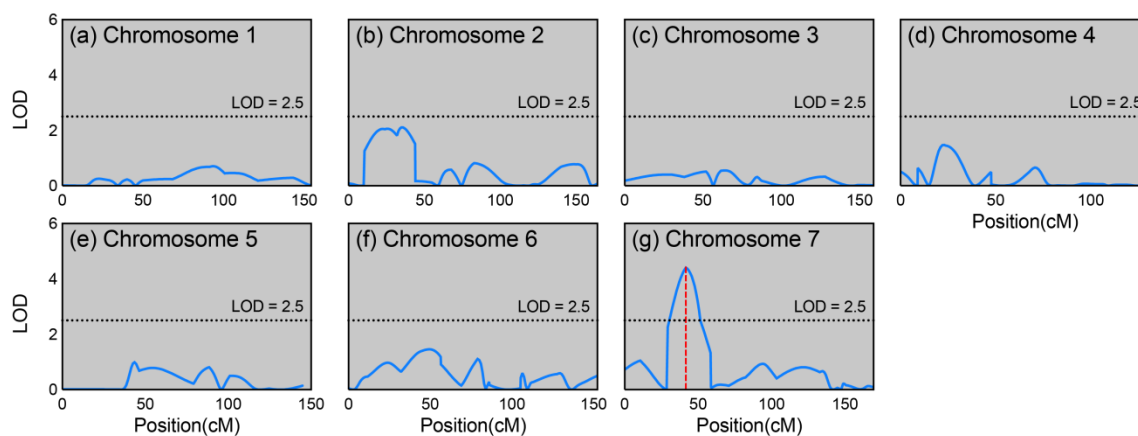 (a) Chromosome 1
(b) Chromosome 2
(c) Chromosome 3
(d) Chromosome 4
6
4
2
0
LOD
LOD = 2.5
LOD = 2.5
LOD = 2.5
LOD = 2.5
0 50 100 150
0 50 100 150
0 50 100 150
0 50 100
Position(cM)
(e) Chromosome 5
(f) Chromosome 6
(g) Chromosome 7
6
4
2
0
LOD
LOD = 2.5
LOD = 2.5
LOD = 2.5
0 50 100 150
0 50 100 150
0 50 100 150
Position(cM)
Position(cM)
Position(cM)